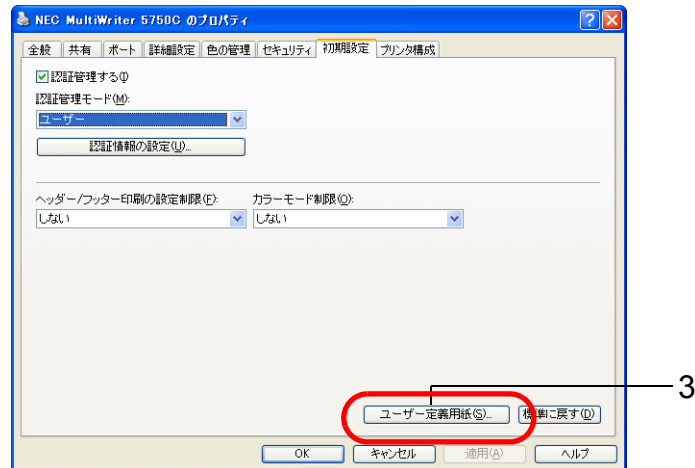 NEC MultiWriter 5750C のプロパティ
全般 共有 ポート 詳細設定 色の管理 セキュリティ 初期設定 プリンタ構成
認証管理する(I)
認証管理モード(M):
ユーザー
認証情報の設定(U)...
ヘッダー/フッター印刷の設定制限(F): カラーモード制限(O):
しない しない
3
ユーザー定義用紙(S)... 標準に戻す(D)
OK キャンセル 適用(A) ヘルプ